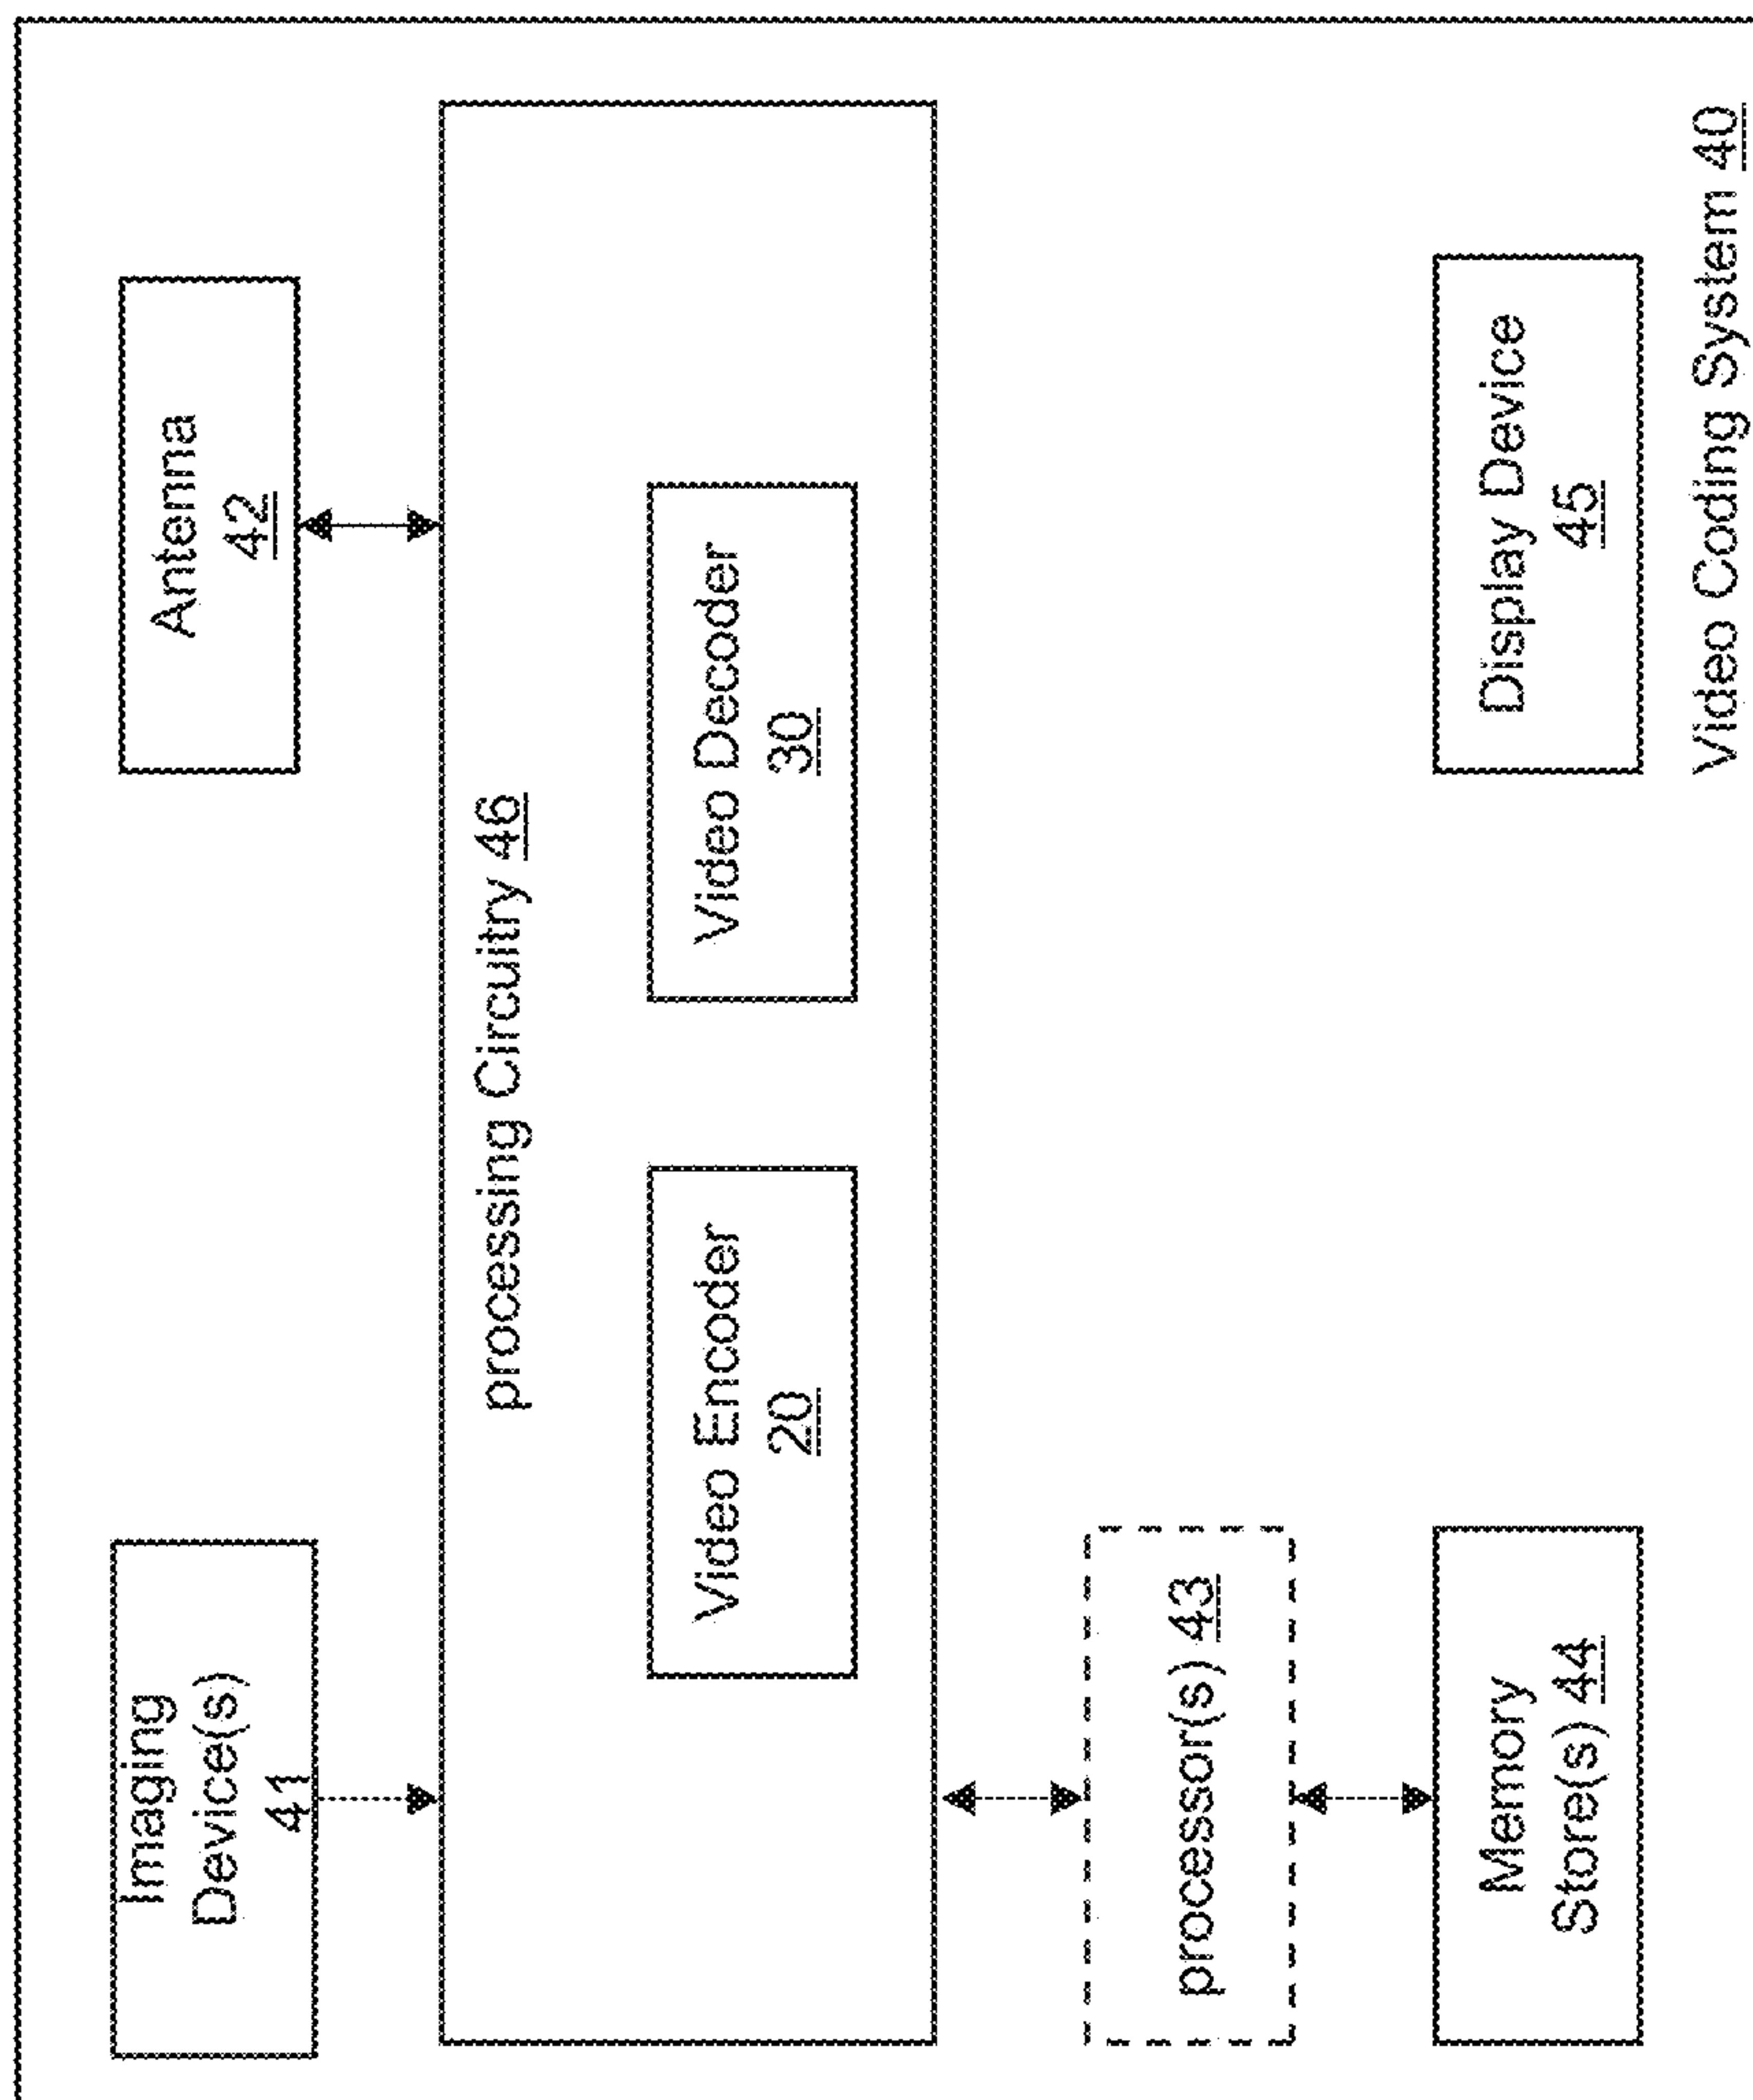 Imaging
Device(s)
41
Antenna
42
processing Circuitry 46
Video Encoder
20
Video Decoder
30
processor(s) 43
Memory
Store(s) 44
Display Device
45
Video Coding System 40